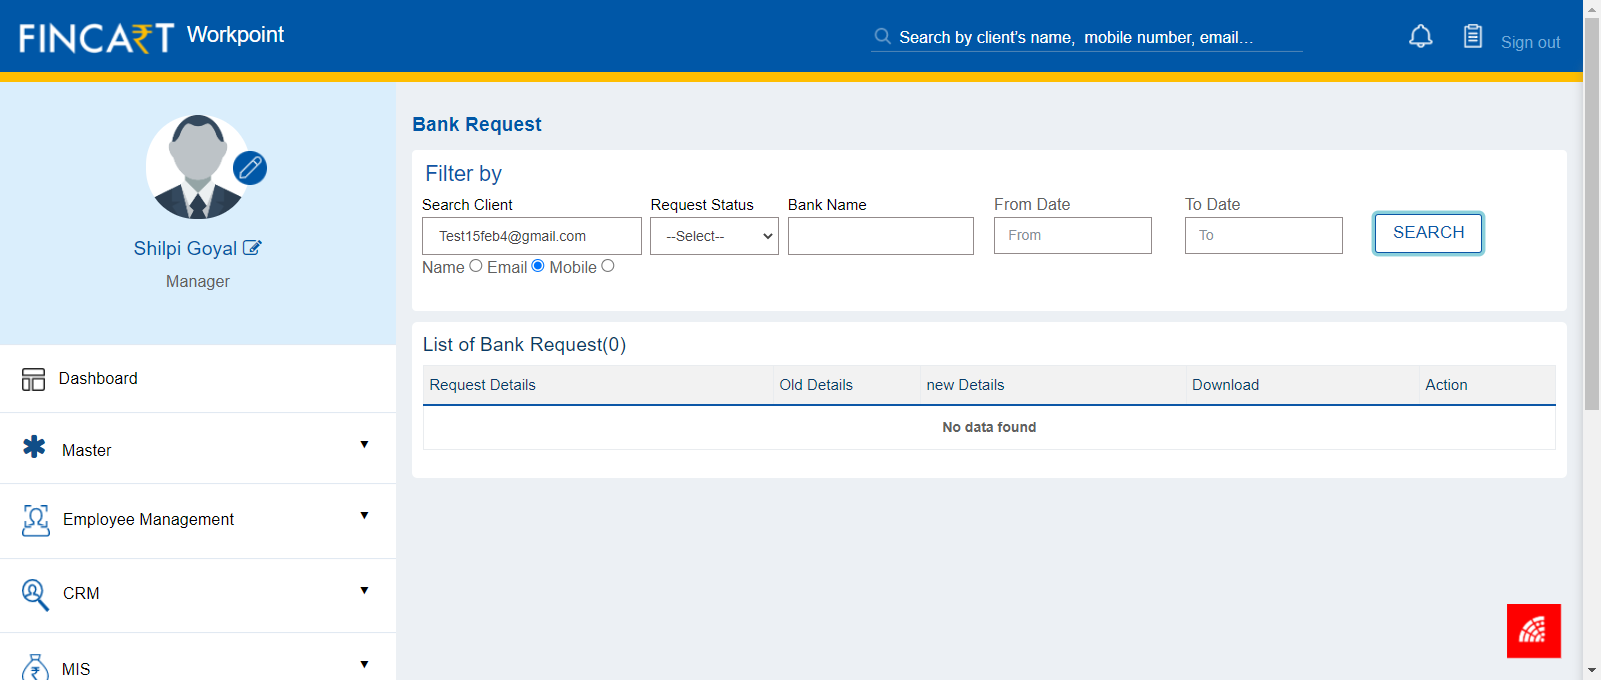 FINCART Workpoint
Search by client's name, mobile number, email...
Sign out
Shilpi Goyal
Manager
Dashboard
Master
Employee Management
CRM
MIS
Bank Request
Filter by
Search Client Request Status Bank Name From Date To Date
Test15feb4@gmail.com --Select-- From To SEARCH
Name Email Mobile
List of Bank Request(0)
Request Details Old Details new Details Download Action
No data found